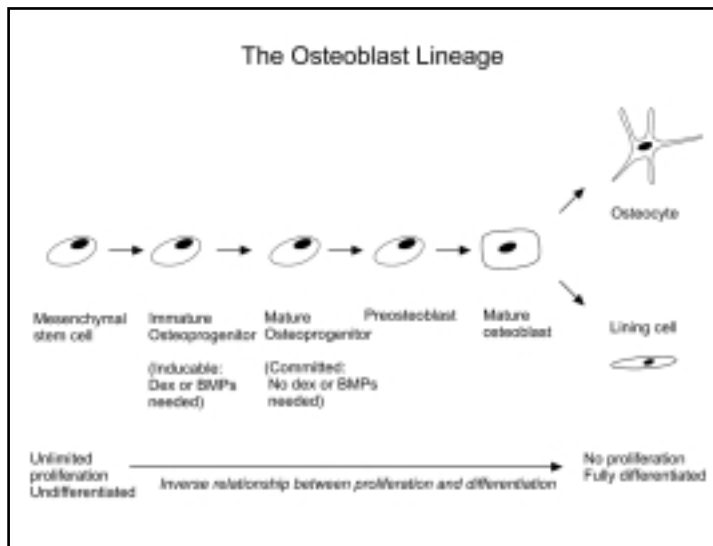 The Osteoblast Lineage
Osteocyte
Mesenchymal
stem cell
Immature
Osteoprogenitor
(Inducable:
Dex or BMPs
needed)
Mature
Osteoprogenitor
(Committed:
No dex or BMPs
needed)
Preosteoblast
Mature
osteoblast
Lining cell
Unlimited
proliferation
Undifferentiated
Inverse relationship between proliferation and differentiation
No proliferation
Fully differentiated